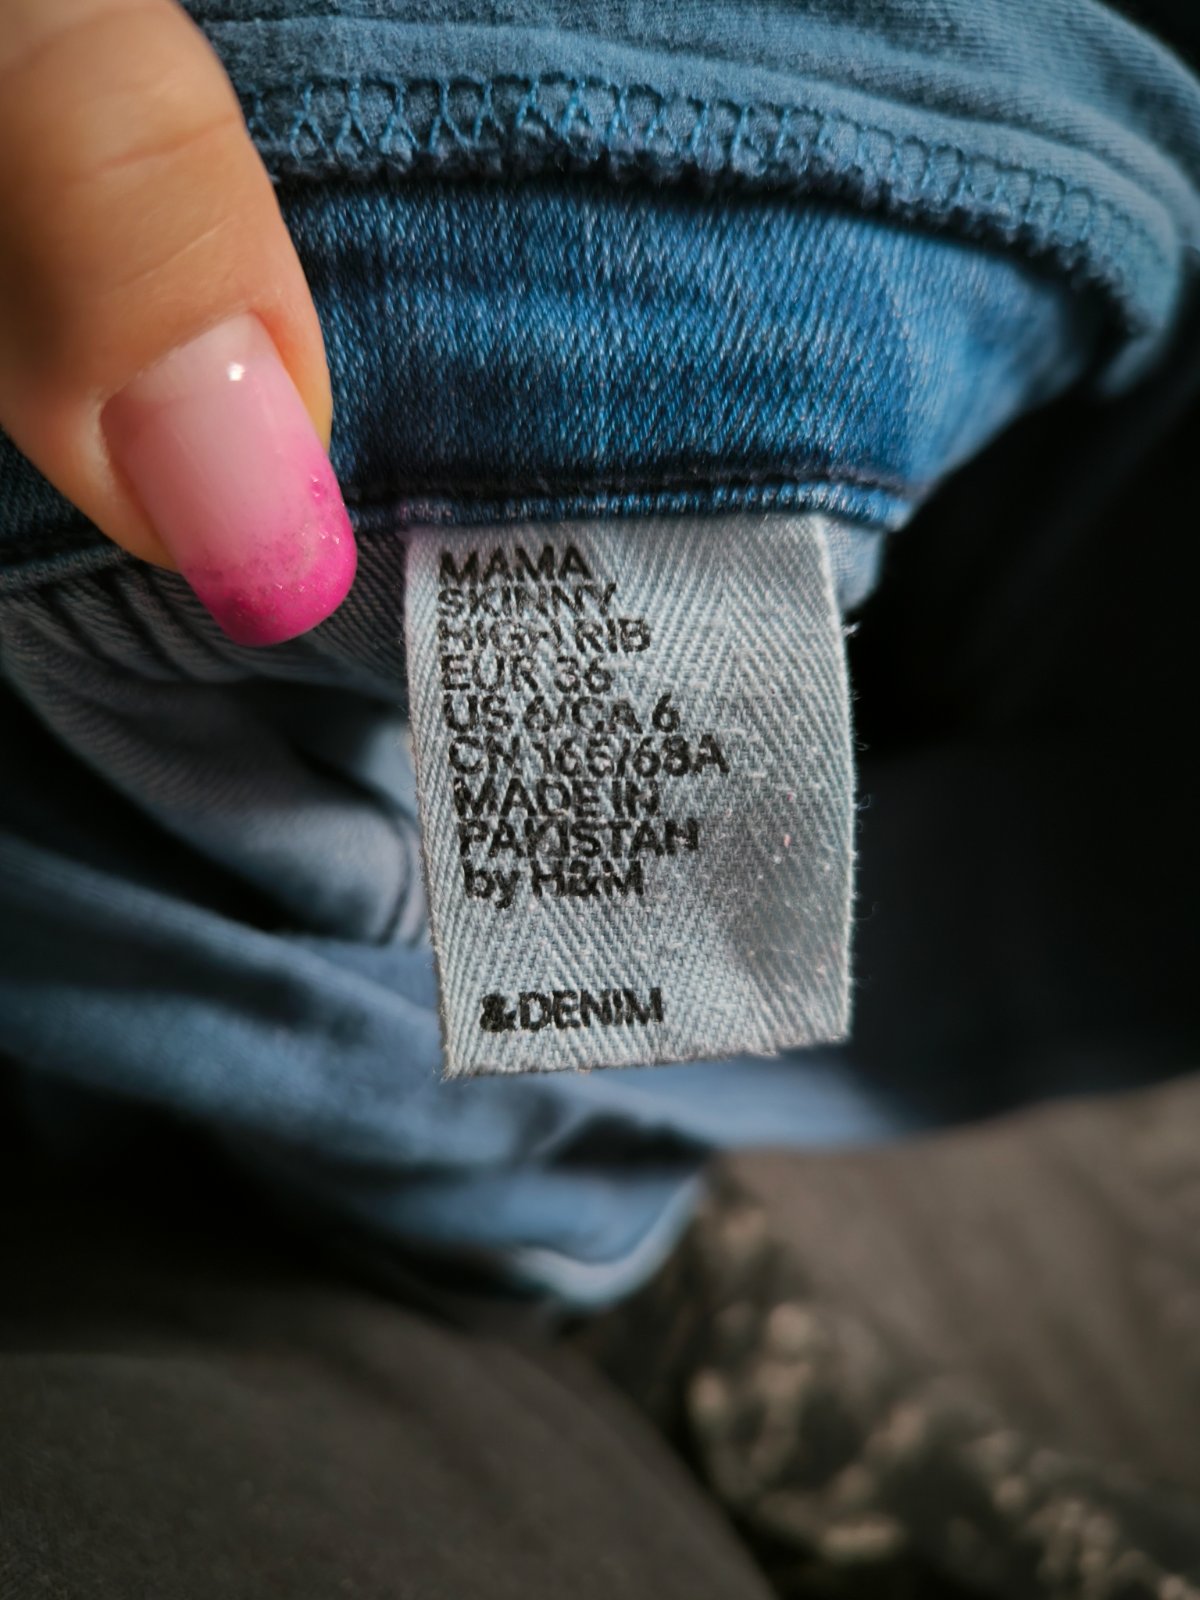 MAMA
SKINNY
HIGH RIB
EUR 36
US 6/CA 6
CN 165/68A
MADE IN
PAKISTAN
by H&M
&DENIM